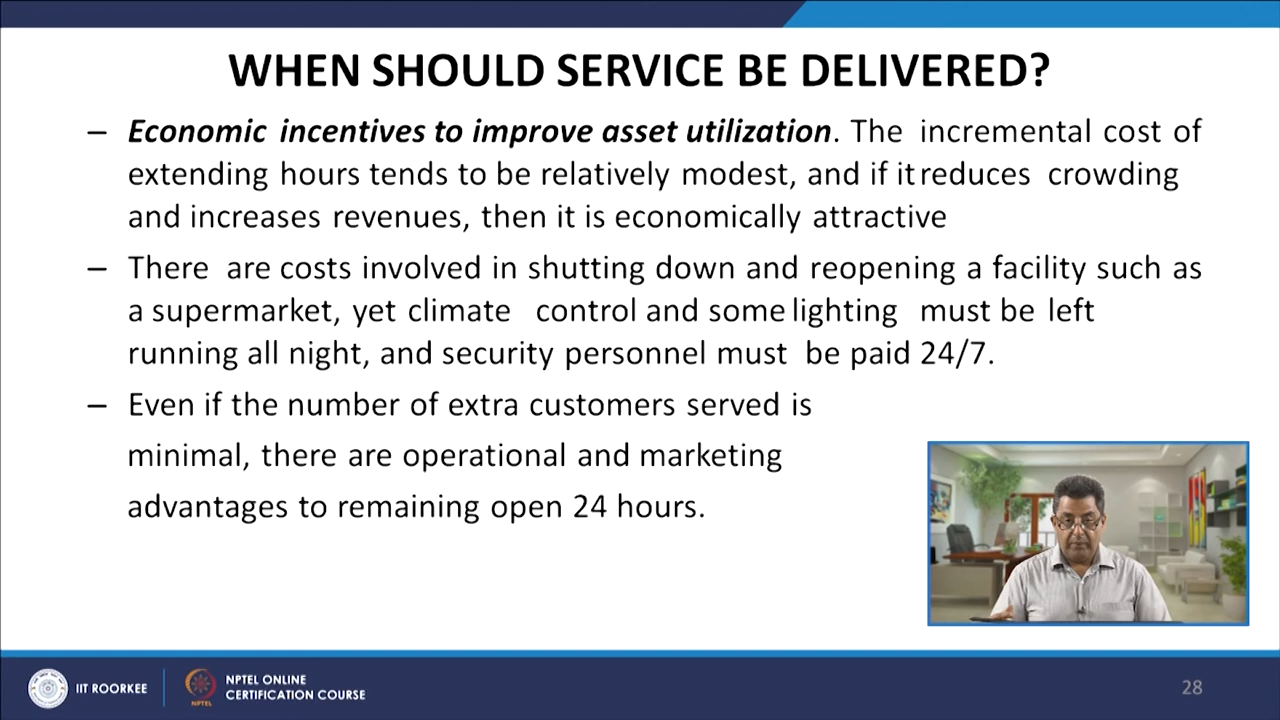 WHEN SHOULD SERVICE BE DELIVERED?
– Economic incentives to improve asset utilization. The incremental cost of
extending hours tends to be relatively modest, and if it reduces crowding
and increases revenues, then it is economically attractive
– There are costs involved in shutting down and reopening a facility such as
a supermarket, yet climate control and some lighting must be left
running all night, and security personnel must be paid 24/7.
– Even if the number of extra customers served is
minimal, there are operational and marketing
advantages to remaining open 24 hours.
IIT ROORKEE
NPTEL
NPTEL ONLINE
CERTIFICATION COURSE
28